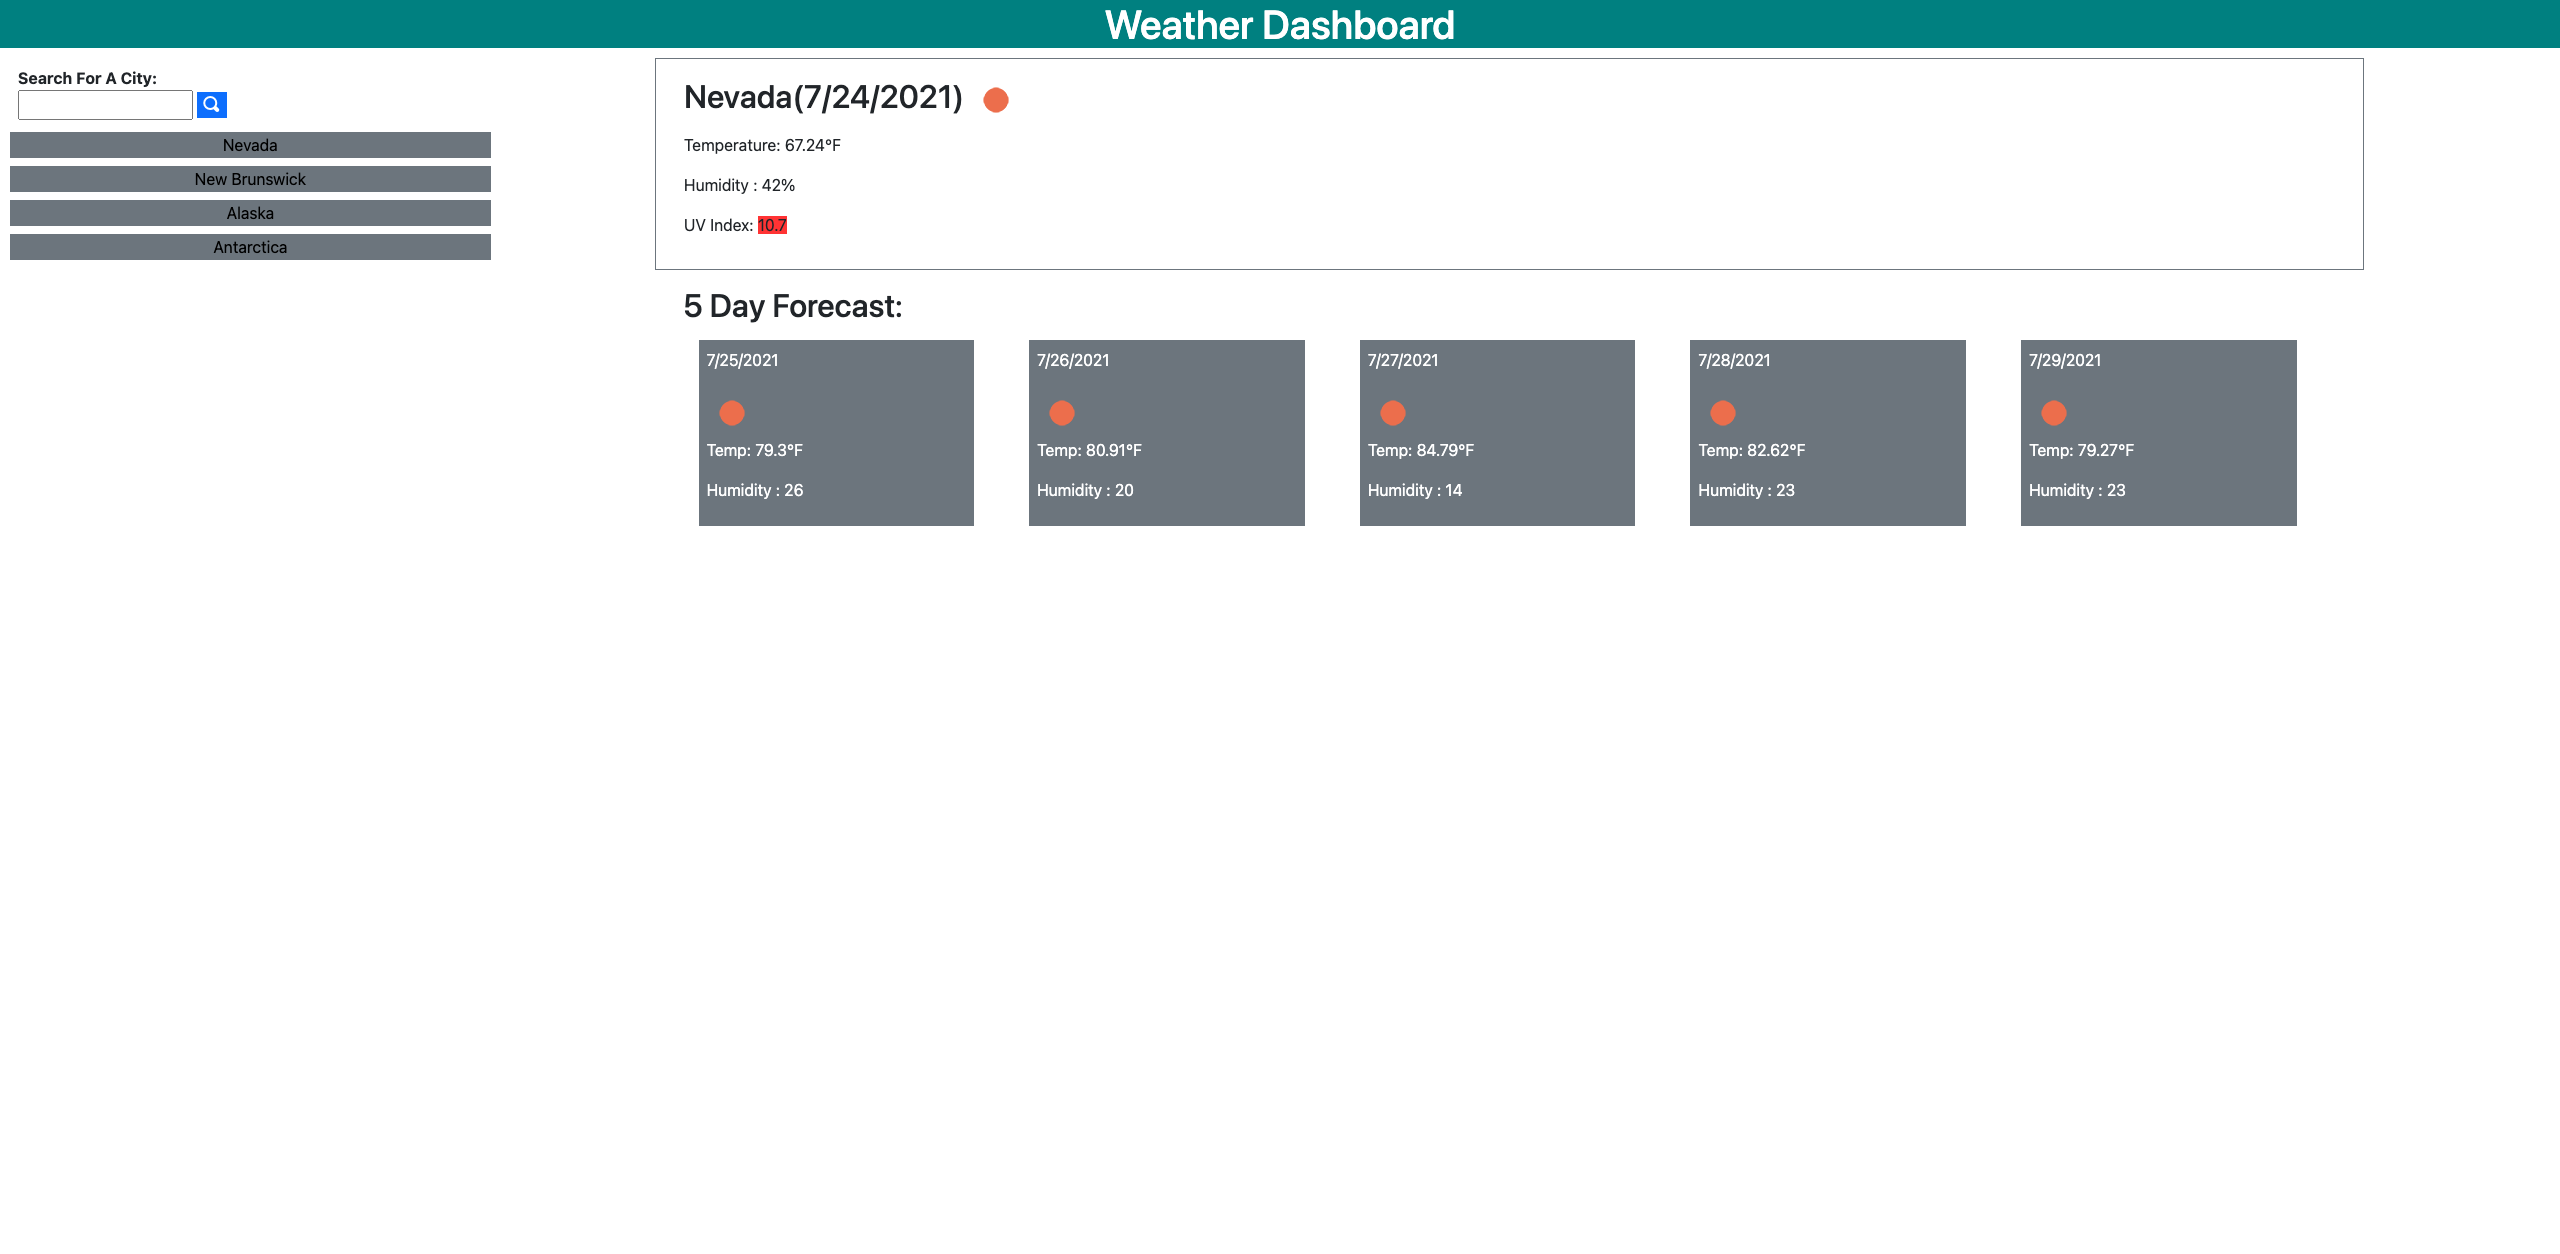 Weather Dashboard
Search For A City:
Nevada
New Brunswick
Alaska
Antarctica
Nevada(7/24/2021)
Temperature: 67.24°F
Humidity : 42%
UV Index: 10.7
5 Day Forecast:
7/25/2021
Temp: 79.3°F
Humidity : 26
7/26/2021
Temp: 80.91°F
Humidity : 20
7/27/2021
Temp: 84.79°F
Humidity : 14
7/28/2021
Temp: 82.62°F
Humidity : 23
7/29/2021
Temp: 79.27°F
Humidity : 23